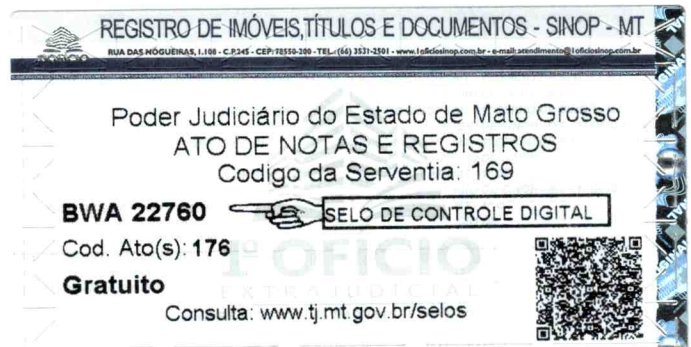 REGISTRO DE IMÓVEIS,TÍTULOS E DOCUMENTOS - SINOP - MT
RUA DAS NOGUEIRAS, 1.108 - C.P.245 - CEP: 78550-200 - TEL.: (66) 3531-2501 - www.1oficiosinop.com.br - e-mail: atendimento@1oficiosinop.com.br
Poder Judiciário do Estado de Mato Grosso
ATO DE NOTAS E REGISTROS
Codigo da Serventia: 169
BWA 22760
SELO DE CONTROLE DIGITAL
Cod. Ato(s): 176
1º OFICIO
Gratuito
EXTRAJUDICIAL
Consulta: www.tj.mt.gov.br/selos